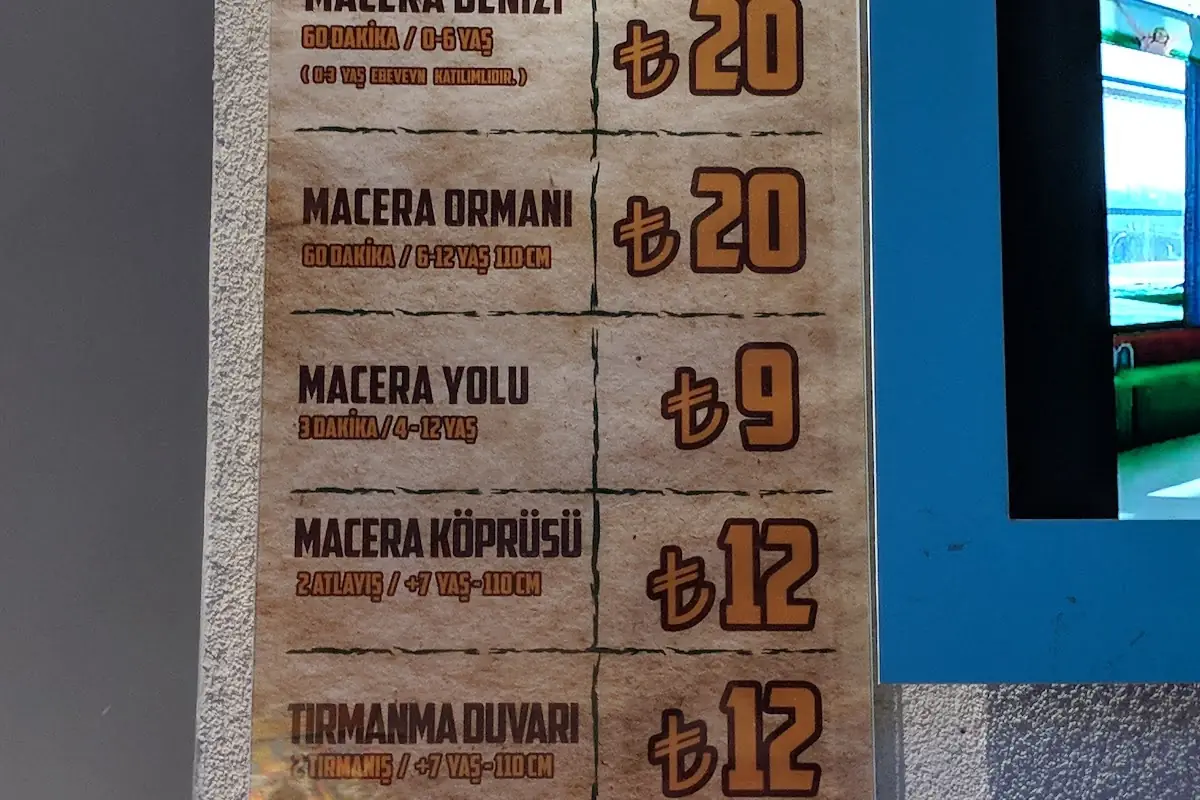 MACERA DENİZİ
60 DAKİKA / 0-6 YAŞ
( 0-3 YAŞ EBEVEYN KATILIMLIDIR. )
₺20
MACERA ORMANI
60 DAKİKA / 6-12 YAŞ 110 CM
₺20
MACERA YOLU
3 DAKİKA / 4-12 YAŞ
₺9
MACERA KÖPRÜSÜ
2 ATLAYIŞ / +7 YAŞ-110 CM
₺12
TIRMANMA DUVARI
2 TIRMANIŞ / +7 YAŞ-110 CM
₺12